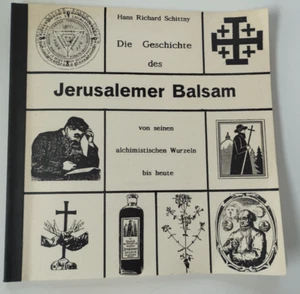 Hans Richard Schittny
Die Geschichte
des
Jerusalemer Balsam
von seinen
alchimistischen Wurzeln
bis heute